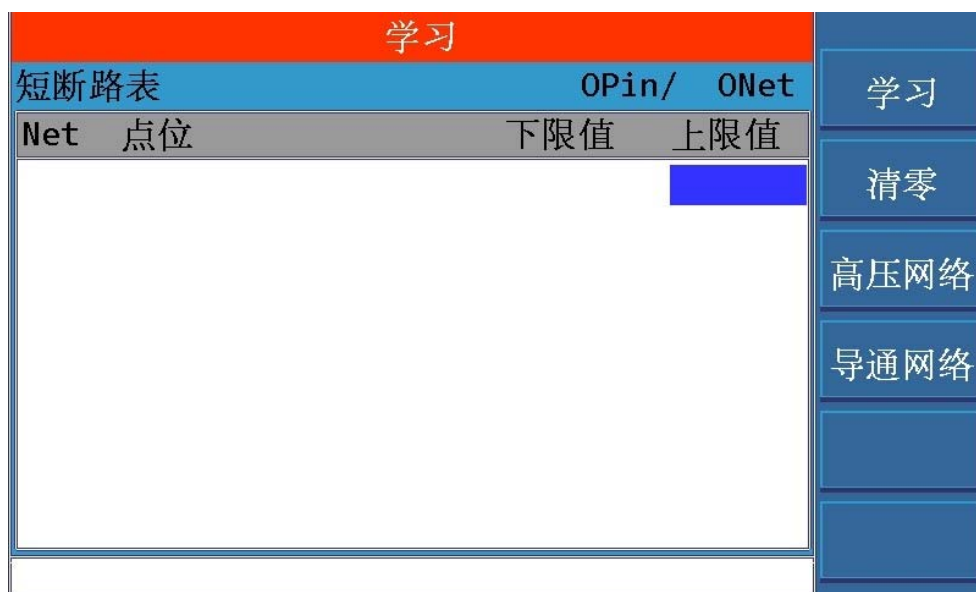 学习
短断路表 0Pin/ 0Net
Net 点位 下限值 上限值
学习
清零
高压网络
导通网络